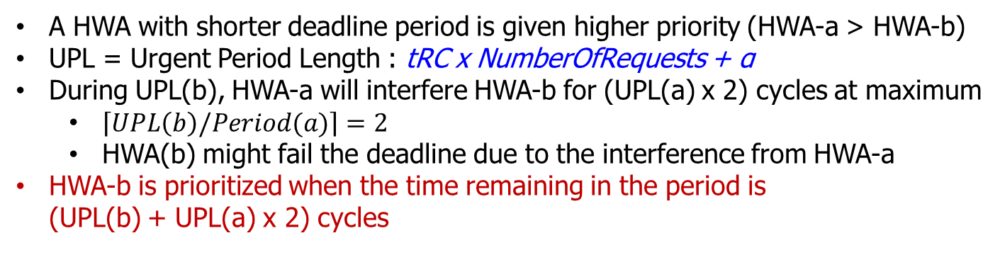 • A HWA with shorter deadline period is given higher priority (HWA-a > HWA-b)
• UPL = Urgent Period Length : tRC x NumberOfRequests + α
• During UPL(b), HWA-a will interfere HWA-b for (UPL(a) x 2) cycles at maximum
• ⌈UPL(b)/Period(a)⌉ = 2
• HWA(b) might fail the deadline due to the interference from HWA-a
• HWA-b is prioritized when the time remaining in the period is
(UPL(b) + UPL(a) x 2) cycles